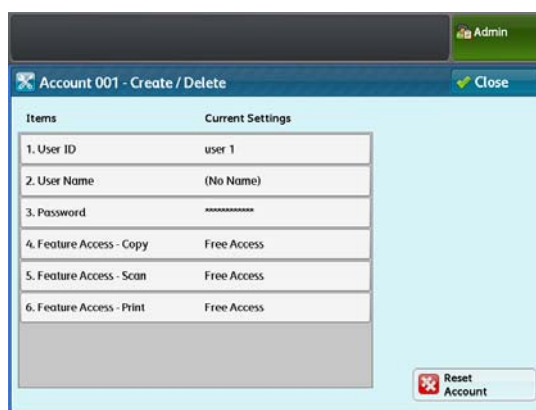 Admin
Account 001 - Create / Delete
Close
Items Current Settings
1. User ID user 1
2. User Name (No Name)
3. Password ************
4. Feature Access - Copy Free Access
5. Feature Access - Scan Free Access
6. Feature Access - Print Free Access
Reset
Account